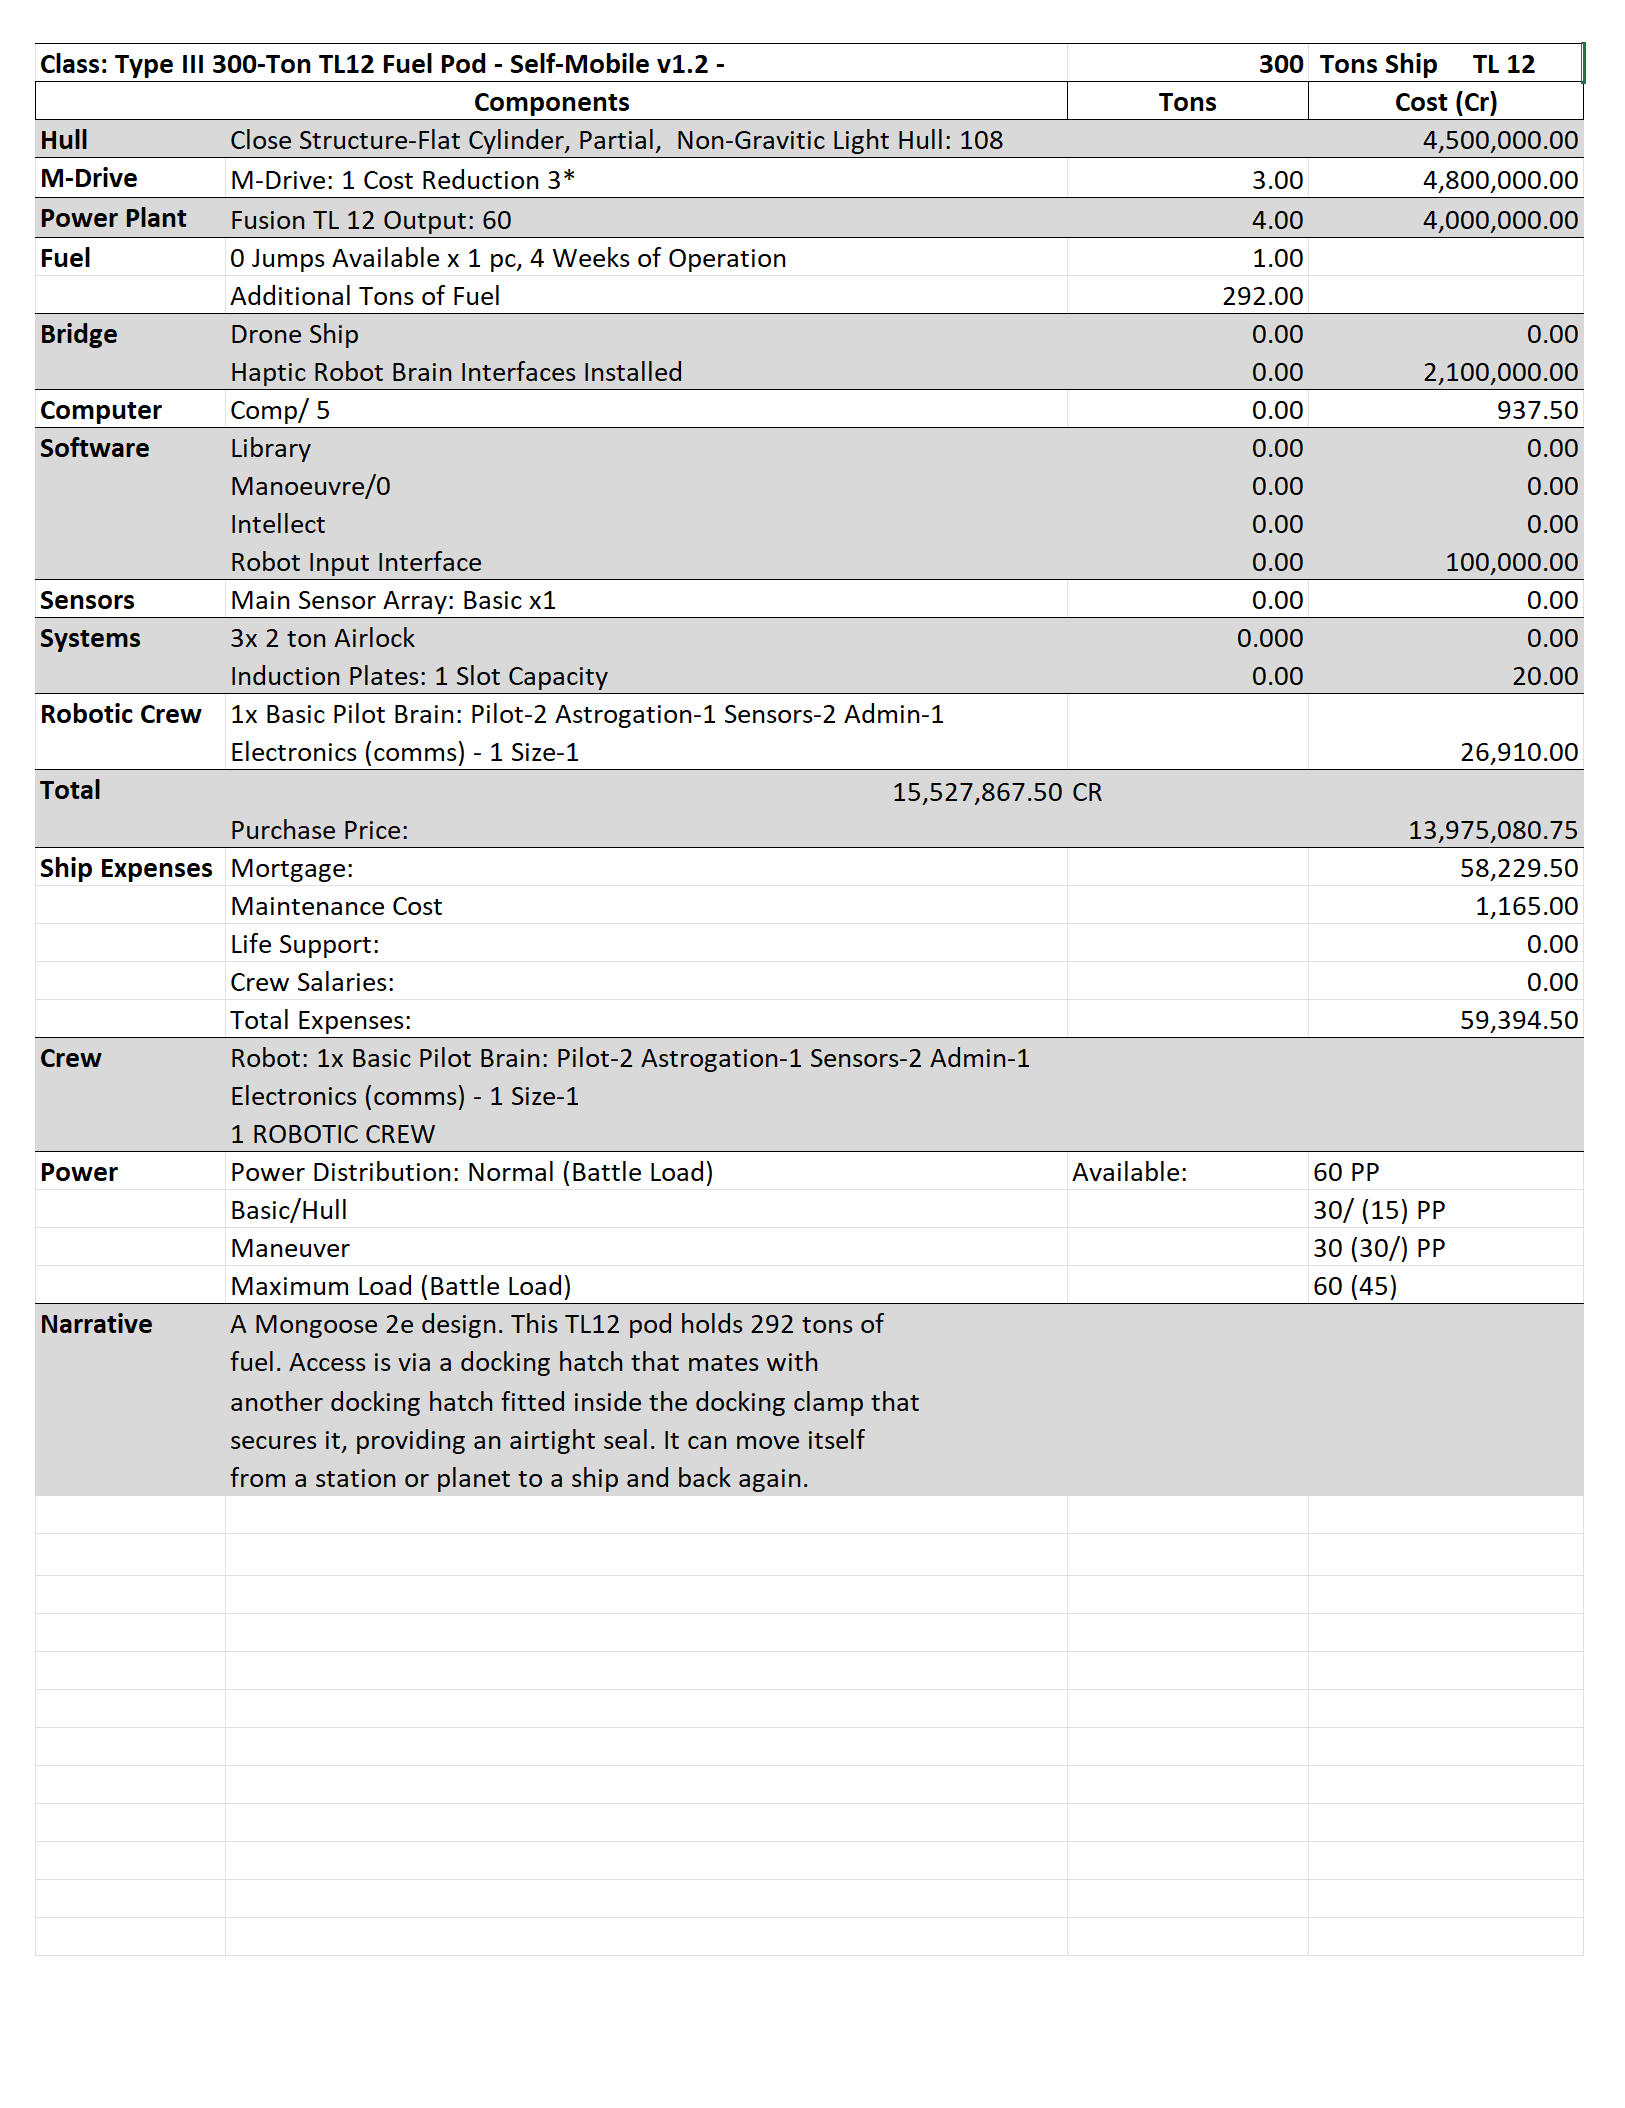 Class: Type III 300-Ton TL12 Fuel Pod - Self-Mobile v1.2 - 300 Tons Ship TL 12
Components Tons Cost (Cr)
Hull Close Structure-Flat Cylinder, Partial, Non-Gravitic Light Hull: 108 4,500,000.00
M-Drive M-Drive: 1 Cost Reduction 3* 3.00 4,800,000.00
Power Plant Fusion TL 12 Output: 60 4.00 4,000,000.00
Fuel 0 Jumps Available x 1 pc, 4 Weeks of Operation 1.00
Additional Tons of Fuel 292.00
Bridge Drone Ship 0.00 0.00
Haptic Robot Brain Interfaces Installed 0.00 2,100,000.00
Computer Comp/ 5 0.00 937.50
Software Library 0.00 0.00
Manoeuvre/0 0.00 0.00
Intellect 0.00 0.00
Robot Input Interface 0.00 100,000.00
Sensors Main Sensor Array: Basic x1 0.00 0.00
Systems 3x 2 ton Airlock 0.000 0.00
Induction Plates: 1 Slot Capacity 0.00 20.00
Robotic Crew 1x Basic Pilot Brain: Pilot-2 Astrogation-1 Sensors-2 Admin-1
Electronics (comms) - 1 Size-1 26,910.00
Total 15,527,867.50 CR
Purchase Price: 13,975,080.75
Ship Expenses Mortgage: 58,229.50
Maintenance Cost 1,165.00
Life Support: 0.00
Crew Salaries: 0.00
Total Expenses: 59,394.50
Crew Robot: 1x Basic Pilot Brain: Pilot-2 Astrogation-1 Sensors-2 Admin-1
Electronics (comms) - 1 Size-1
1 ROBOTIC CREW
Power Power Distribution: Normal (Battle Load) Available: 60 PP
Basic/Hull 30/ (15) PP
Maneuver 30 (30/) PP
Maximum Load (Battle Load) 60 (45)
Narrative A Mongoose 2e design. This TL12 pod holds 292 tons of
fuel. Access is via a docking hatch that mates with
another docking hatch fitted inside the docking clamp that
secures it, providing an airtight seal. It can move itself
from a station or planet to a ship and back again.